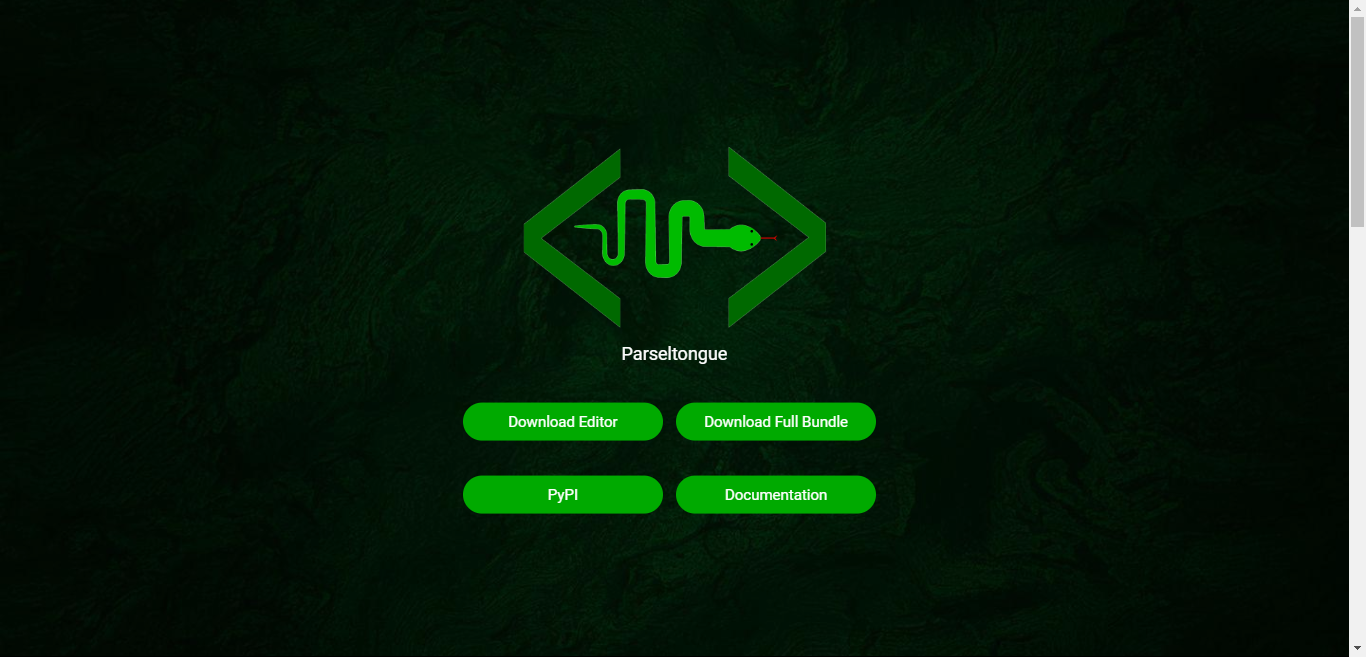 Parseltongue
Download Editor
Download Full Bundle
PyPI
Documentation